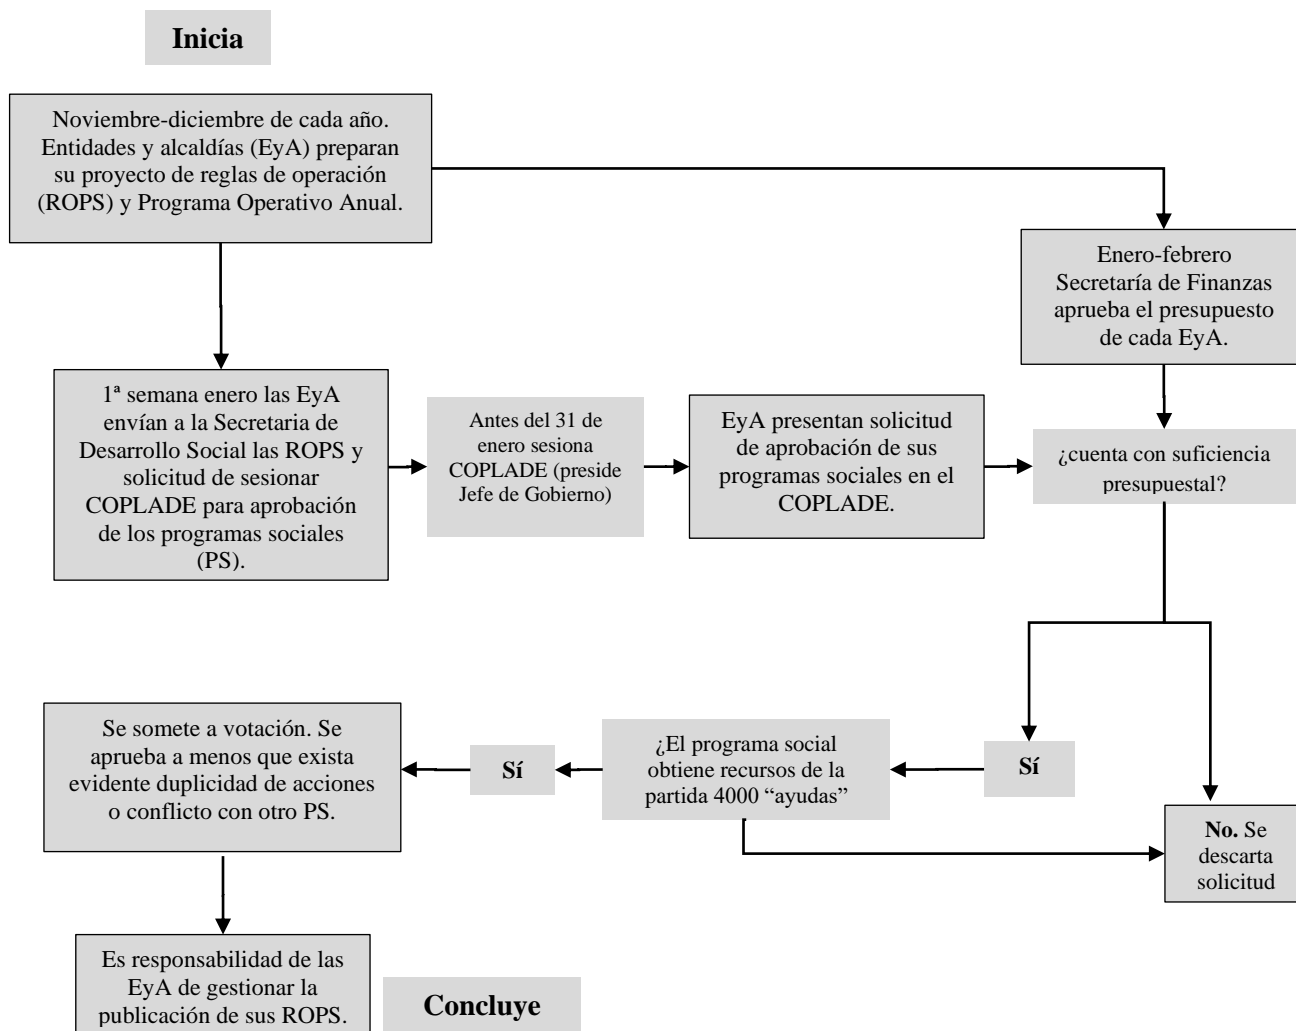 Inicia
Noviembre-diciembre de cada año.
Entidades y alcaldías (EyA) preparan
su proyecto de reglas de operación
(ROPS) y Programa Operativo Anual.
Enero-febrero
Secretaría de Finanzas
aprueba el presupuesto
de cada EyA.
1ª semana enero las EyA
envían a la Secretaria de
Desarrollo Social las ROPS y
solicitud de sesionar
COPLADE para aprobación
de los programas sociales
(PS).
Antes del 31 de
enero sesiona
COPLADE (preside
Jefe de Gobierno)
EyA presentan solicitud
de aprobación de sus
programas sociales en el
COPLADE.
¿cuenta con suficiencia
presupuestal?
Se somete a votación. Se
aprueba a menos que exista
evidente duplicidad de acciones
o conflicto con otro PS.
Sí
¿El programa social
obtiene recursos de la
partida 4000 “ayudas”
Sí
No. Se
descarta
solicitud
Es responsabilidad de las
EyA de gestionar la
publicación de sus ROPS.
Concluye